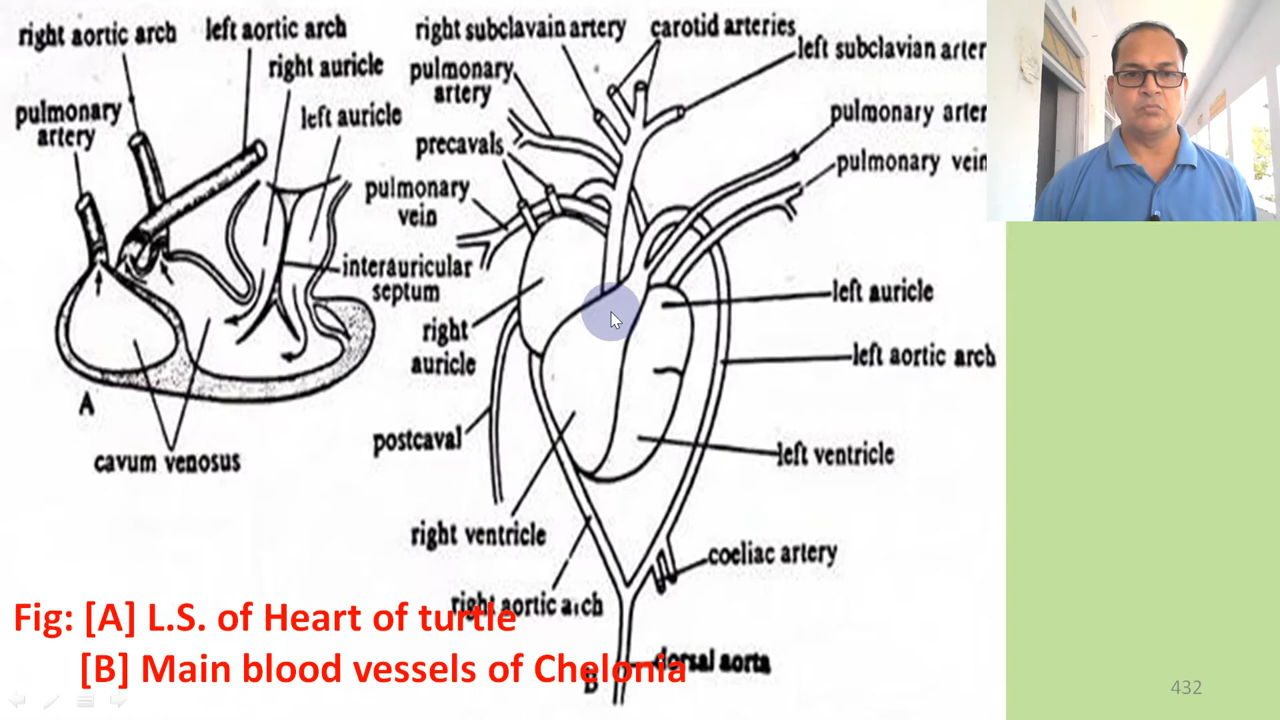 right aortic arch
left aortic arch
right auricle
pulmonary
artery
left auricle
interauricular
septum
A
cavum venosus
right subclavain artery
carotid arteries
left subclavian arter
pulmonary
artery
precavals
pulmonary
vein
pulmonary arter
pulmonary vein
right
auricle
left auricle
left aortic arch
postcaval
left ventricle
right ventricle
coeliac artery
right aortic arch
dorsal aorta
B
Fig: [A] L.S. of Heart of turtle
[B] Main blood vessels of Chelonia
432